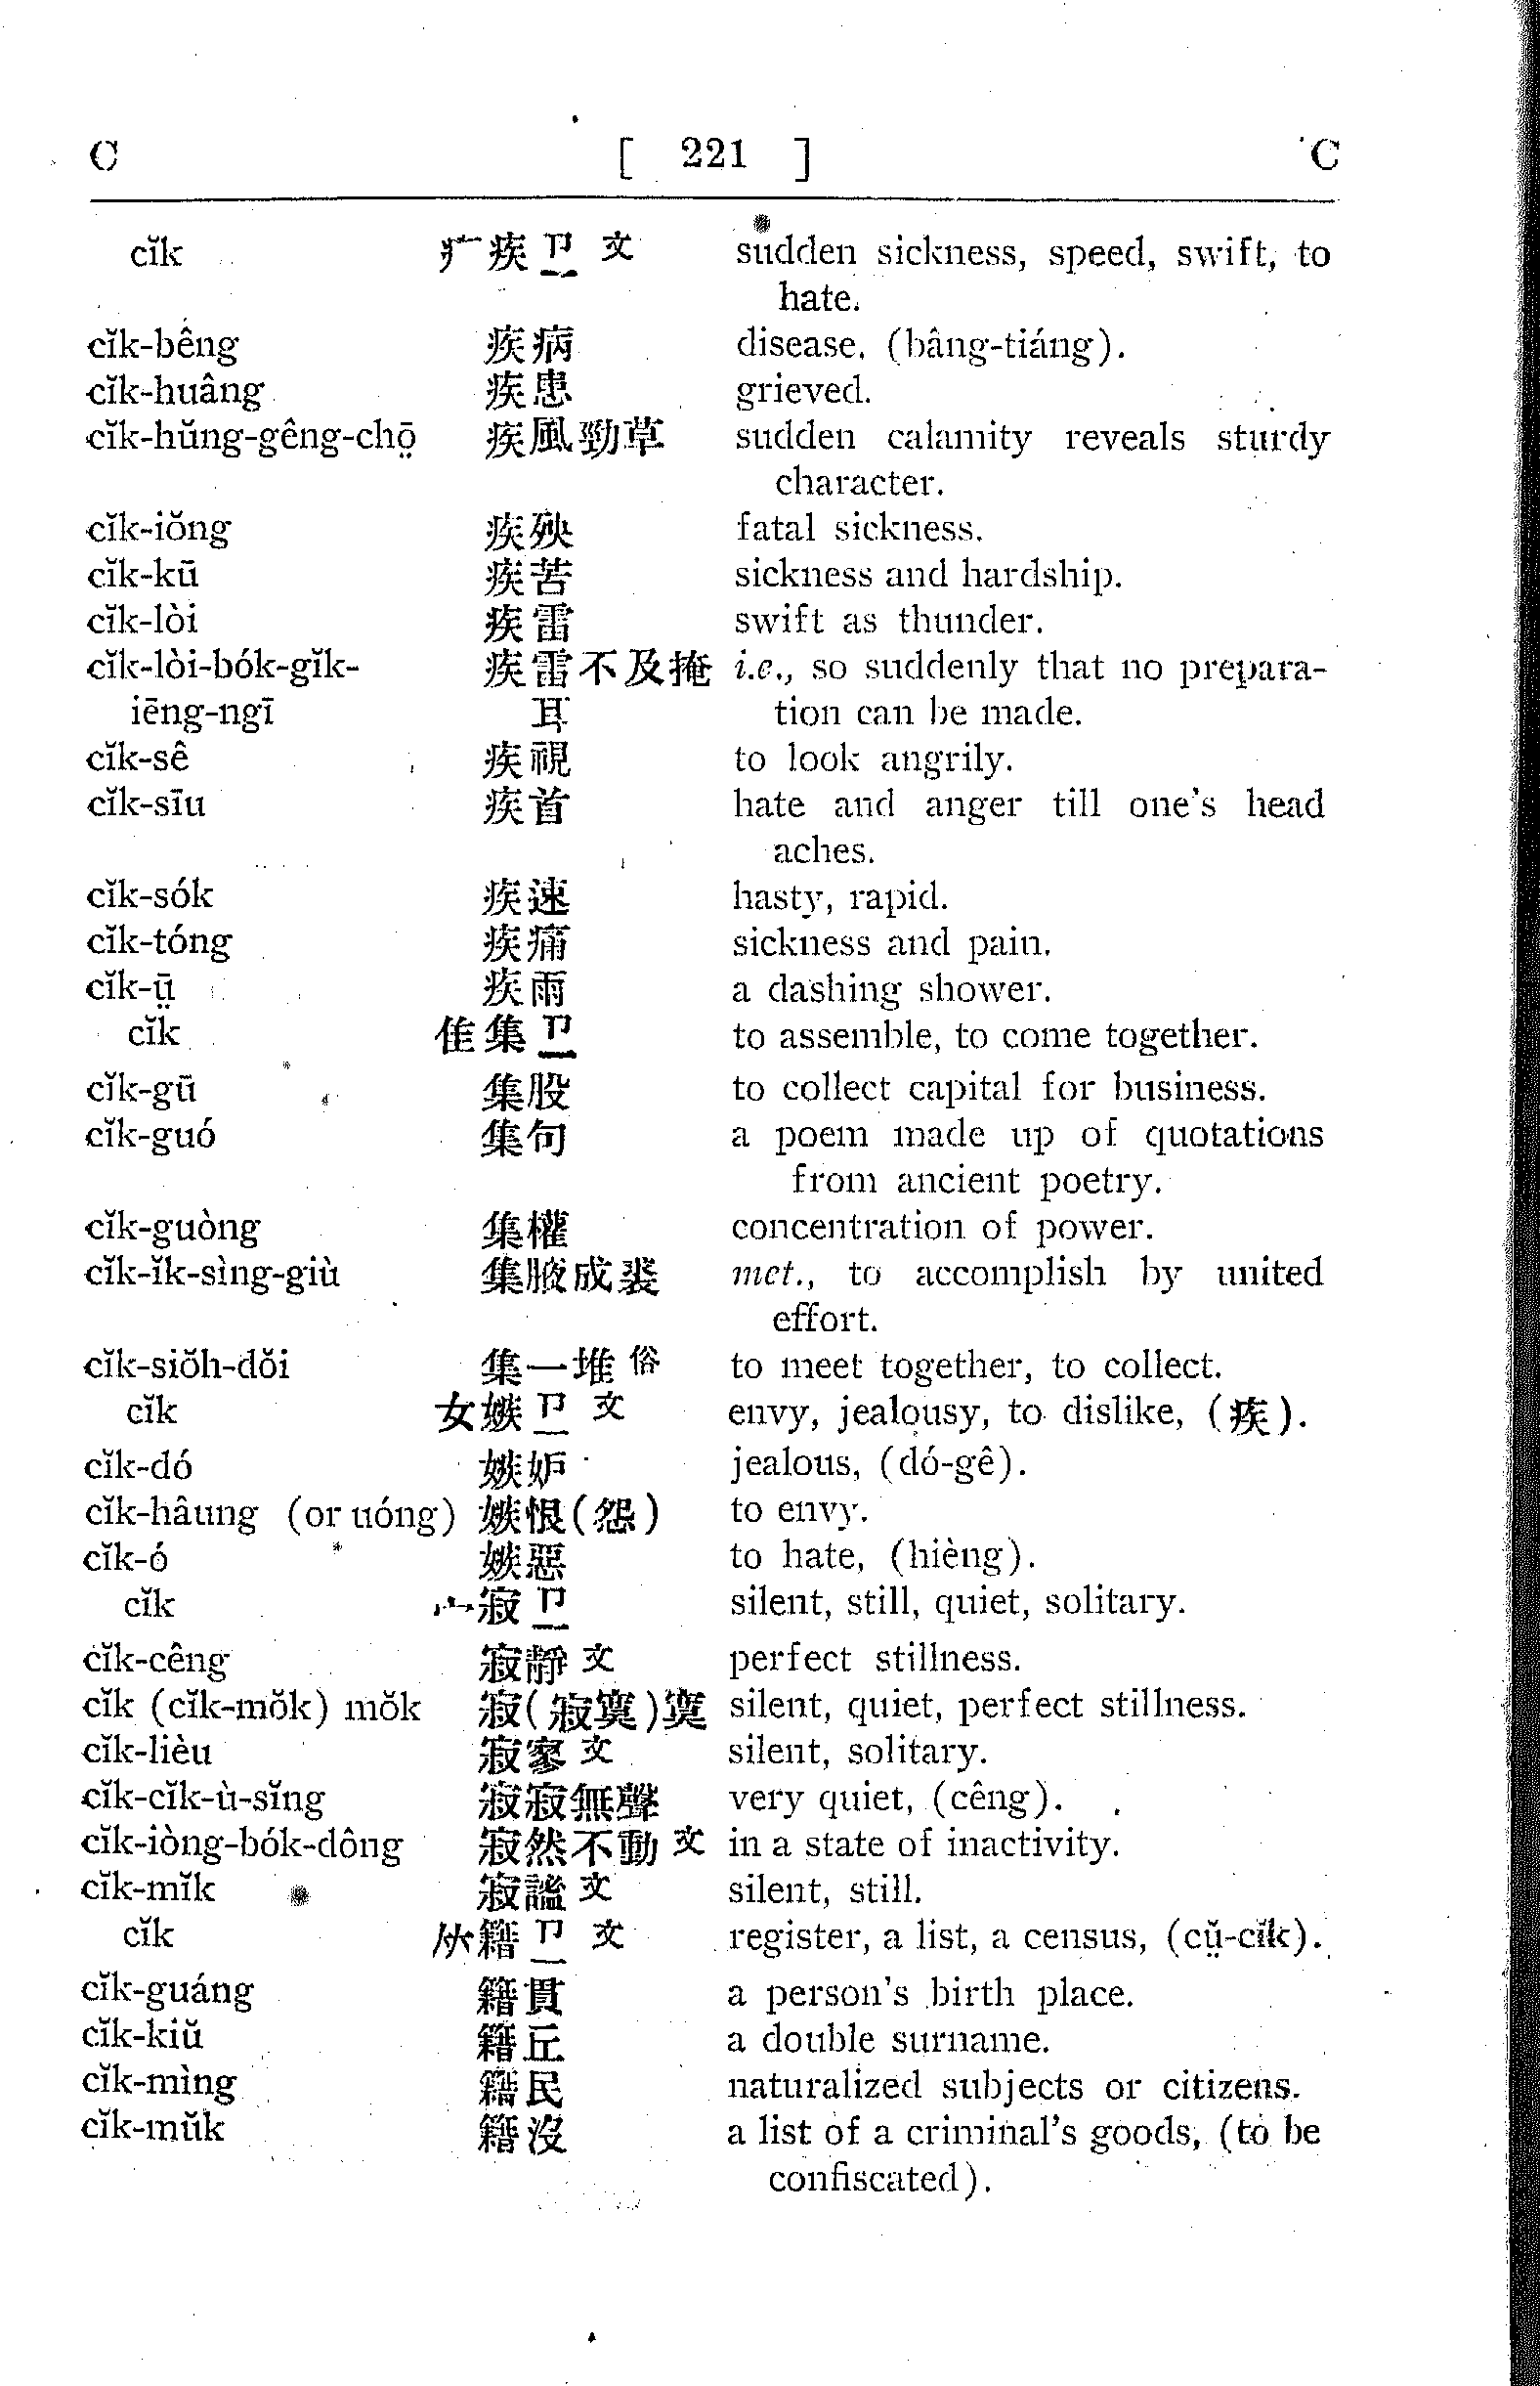 C [ 221 ] C
cĭk 疒疾ㄗㄧ 文 sudden sickness, speed, swift, to
hate.
cĭk-bêng 疾病 disease, (bâng-tiáng).
cĭk-huâng 疾患 grieved.
cĭk-hŭng-gêng-chō̤ 疾風勁草 sudden calamity reveals sturdy
character.
cĭk-iŏng 疾殃 fatal sickness.
cĭk-kū 疾苦 sickness and hardship.
cĭk-lòi 疾雷 swift as thunder.
cĭk-lòi-bók-gĭk- 疾雷不及掩 i.e., so suddenly that no prepara-
iēng-ngī 耳 tion can be made.
cĭk-sê 疾視 to look angrily.
cĭk-sīu 疾首 hate and anger till one's head
aches.
cĭk-sók 疾速 hasty, rapid.
cĭk-tóng 疾痛 sickness and pain.
cĭk-ṳ̄ 疾雨 a dashing shower.
cĭk 隹集ㄗㄧ to assemble, to come together.
cĭk-gū 集股 to collect capital for business.
cĭk-guó 集句 a poem made up of quotations
from ancient poetry.
cĭk-guòng 集權 concentration of power.
cĭk-ĭk-sìng-giù 集腋成裘 met., to accomplish by united
effort.
cĭk-siŏh-dŏi 集一堆 俗 to meet together, to collect.
cĭk 女嫉ㄗㄧ 文 envy, jealousy, to dislike, (疾).
cĭk-dó 嫉妒 jealous, (dó-gê).
cĭk-hâung (or uóng) 嫉恨(怨) to envy.
cĭk-ó 嫉惡 to hate, (hièng).
cĭk 宀寂ㄗㄧ silent, still, quiet, solitary.
cĭk-cêng 寂靜 文 perfect stillness.
cĭk (cĭk-mŏk) mŏk 寂(寂寞)寞 silent, quiet, perfect stillness.
cĭk-lièu 寂寥 文 silent, solitary.
cĭk-cĭk-ù-sĭng 寂寂無聲 very quiet, (cêng).
cĭk-iòng-bók-dông 寂然不動 文 in a state of inactivity.
cĭk-mĭk 寂謐 文 silent, still.
cĭk 竹籍ㄗㄧ 文 register, a list, a census, (cṳ̆-cĭk).
cĭk-guáng 籍貫 a person's birth place.
cĭk-kiŭ 籍丘 a double surname.
cĭk-mìng 籍民 naturalized subjects or citizens.
cĭk-mŭk 籍沒 a list of a criminal's goods, (to be
confiscated).